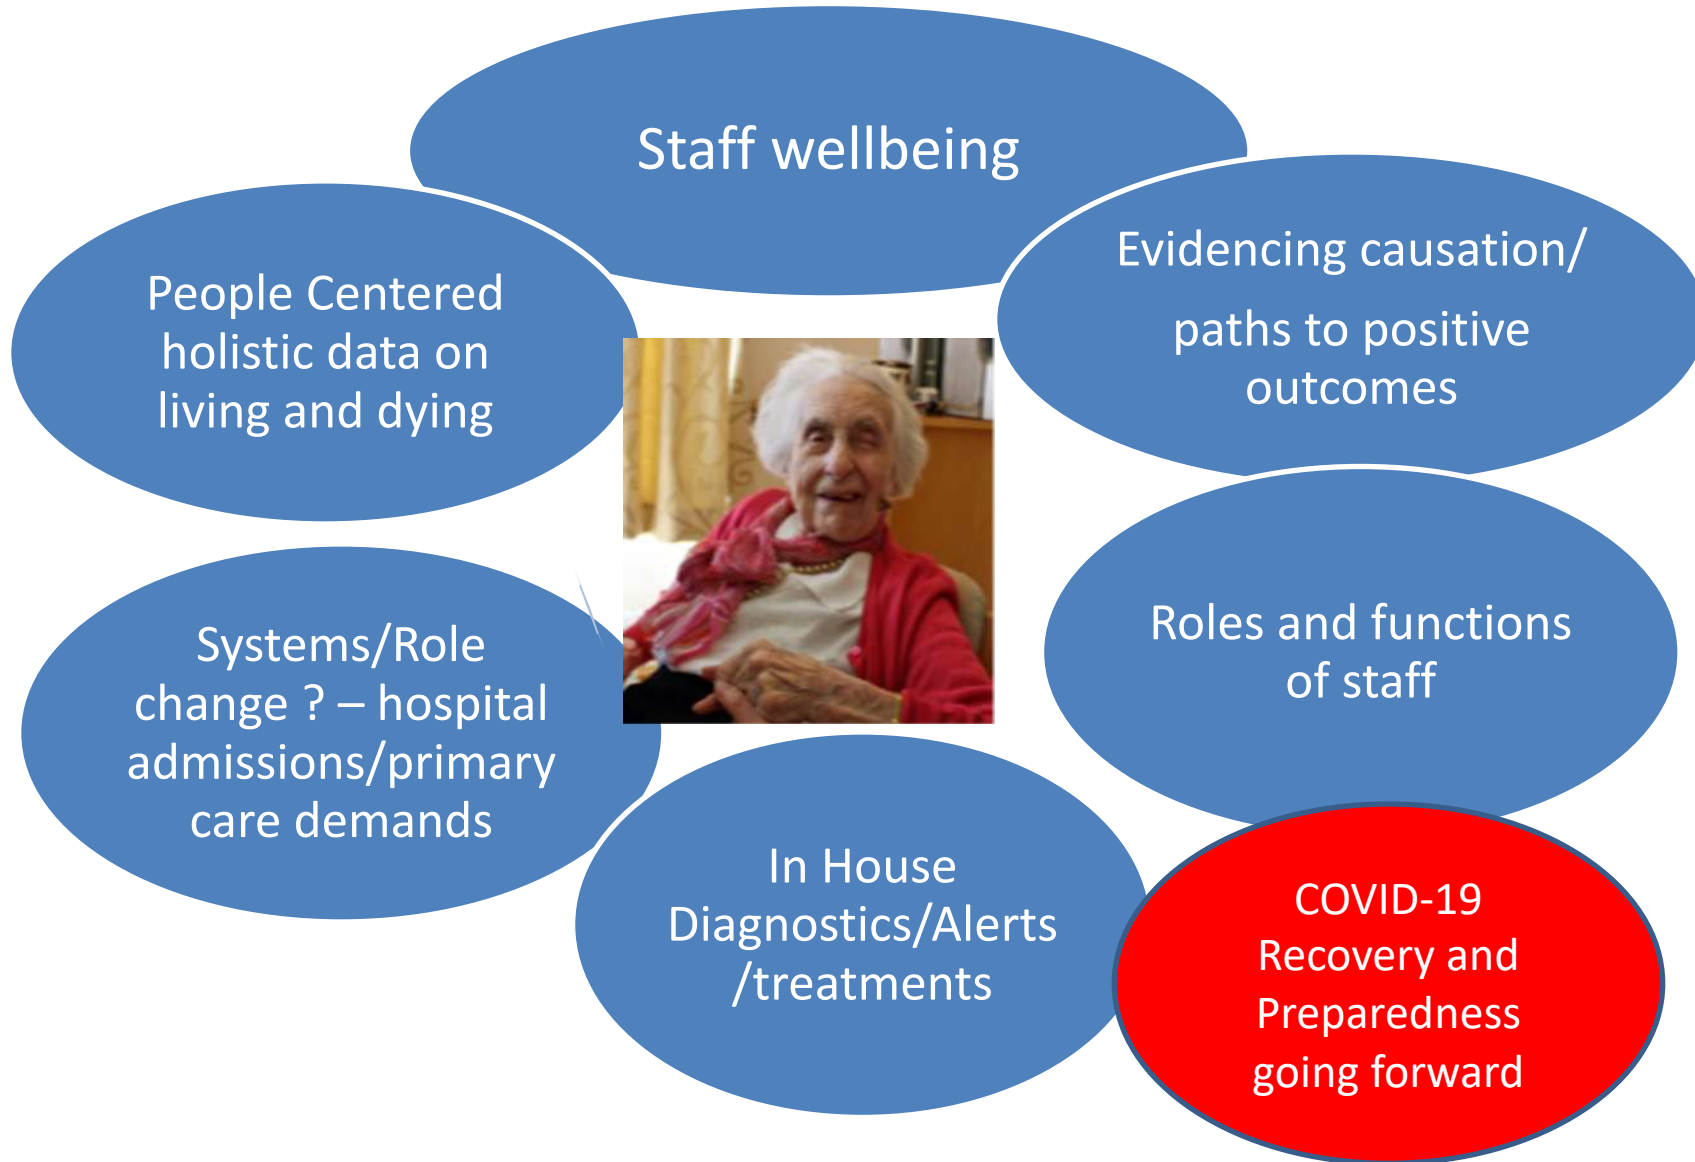 Staff wellbeing
Evidencing causation/
paths to positive
outcomes
People Centered
holistic data on
living and dying
Roles and functions
of staff
Systems/Role
change ? – hospital
admissions/primary
care demands
In House
Diagnostics/Alerts
/treatments
COVID-19
Recovery and
Preparedness
going forward